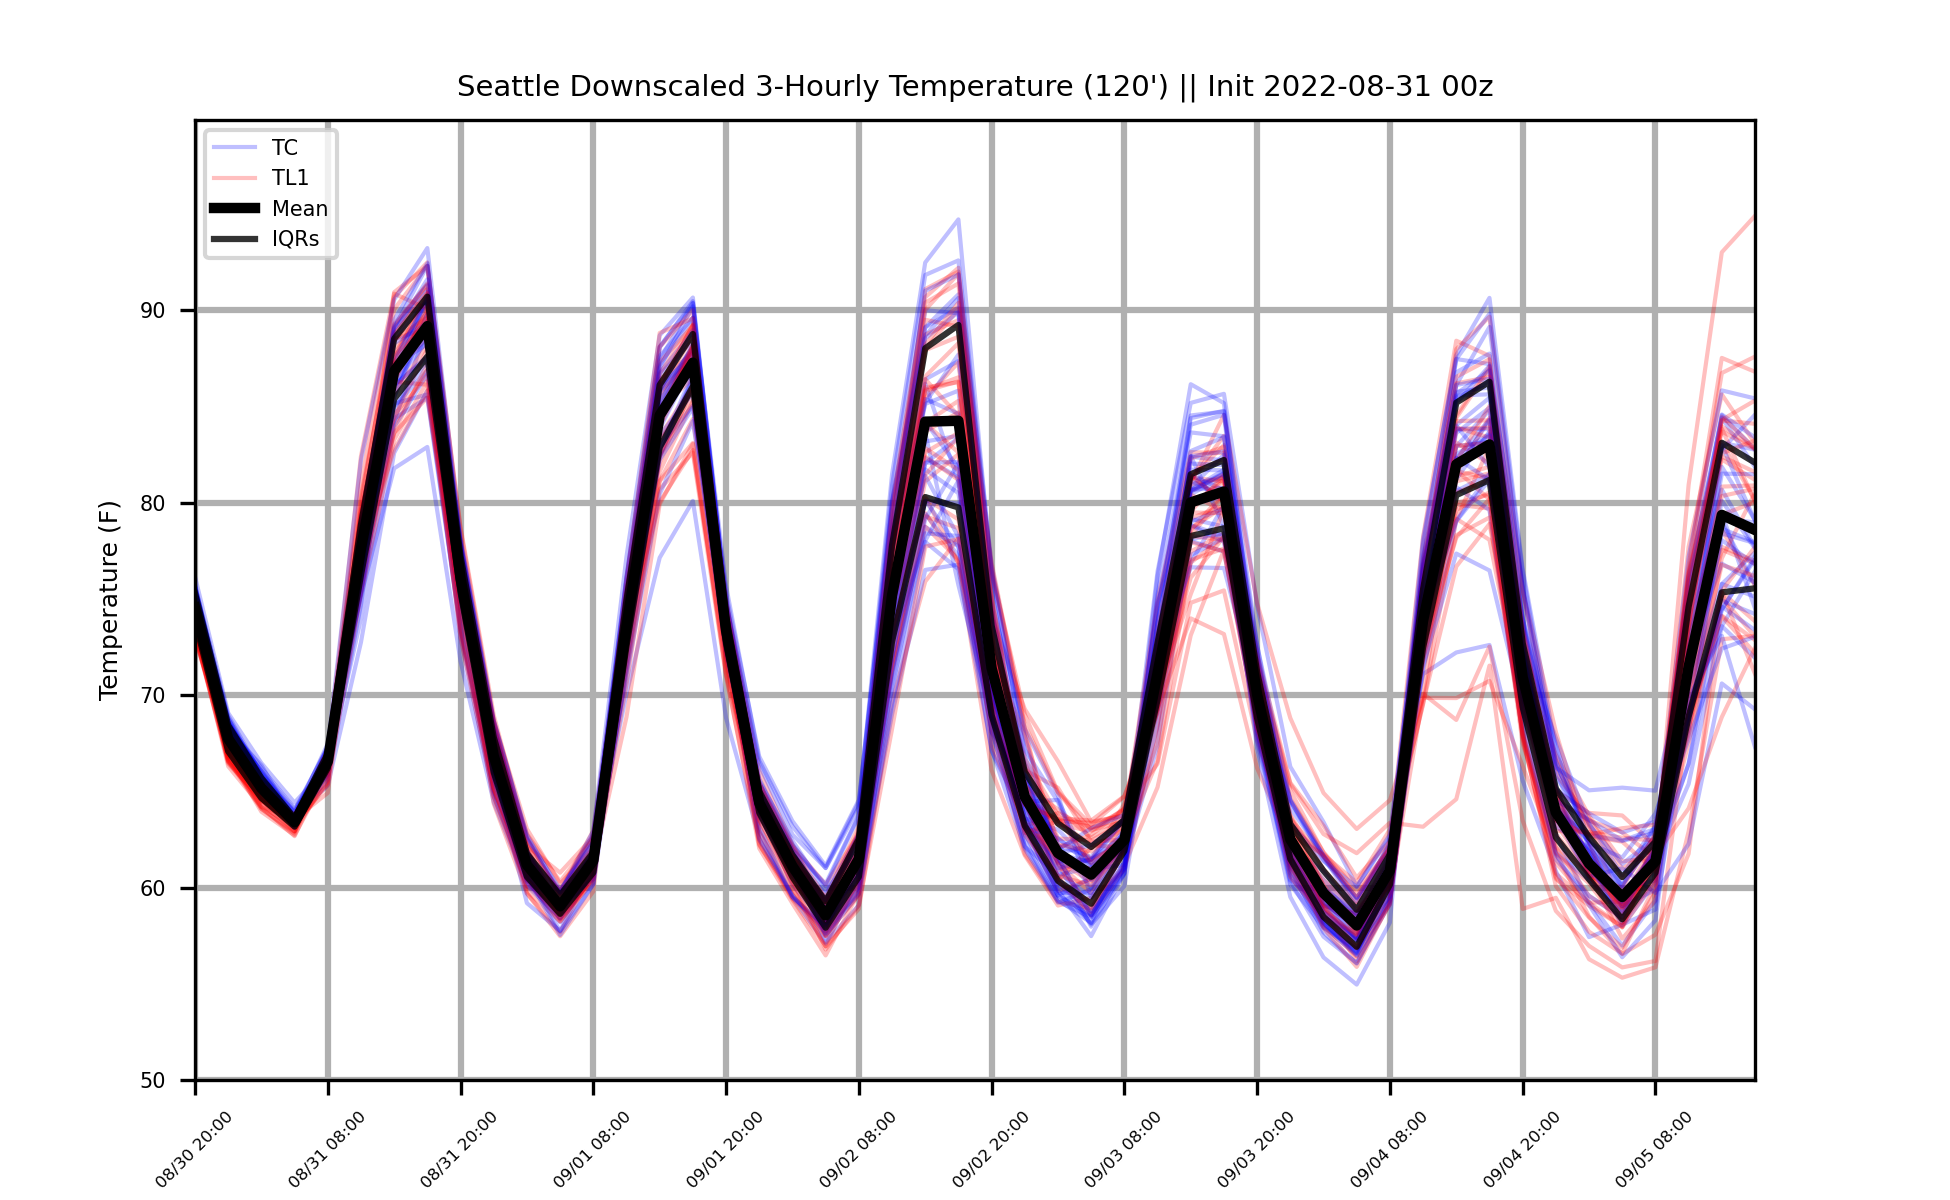 Seattle Downscaled 3-Hourly Temperature (120') || Init 2022-08-31 00z
TC
TL1
Mean
IQRs
Temperature (F)
90
80
70
60
50
08/30 20:00
08/31 08:00
08/31 20:00
09/01 08:00
09/01 20:00
09/02 08:00
09/02 20:00
09/03 08:00
09/03 20:00
09/04 08:00
09/04 20:00
09/05 08:00